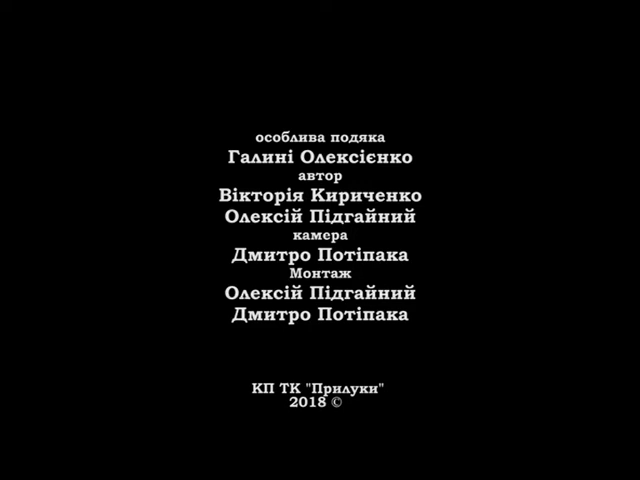 особлива подяка
Галині Олексієнко
автор
Вікторія Кириченко
Олексій Підгайний
камера
Дмитро Потіпака
Монтаж
Олексій Підгайний
Дмитро Потіпака
КП ТК "Прилуки"
2018 ©